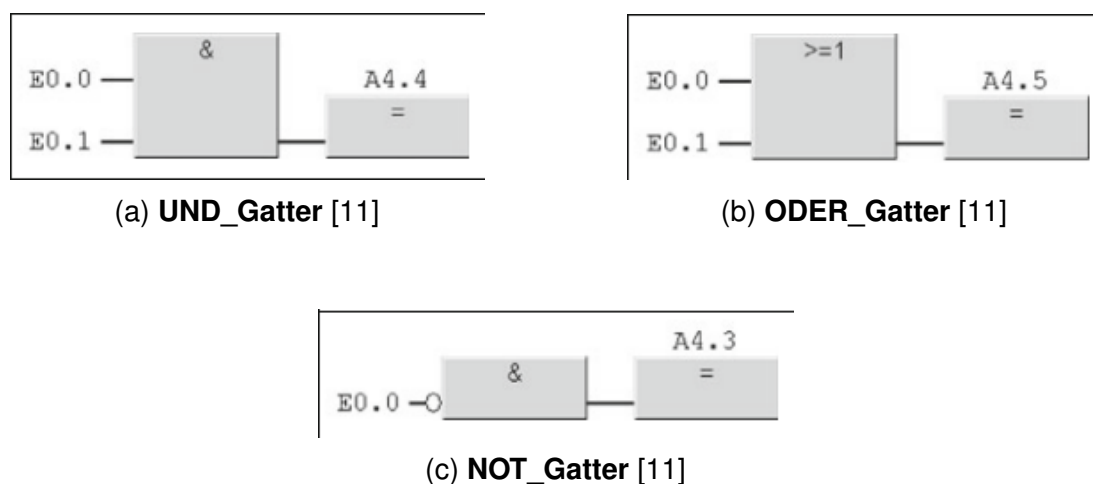 &
E0.0
A4.4
=
E0.1
(a) UND_Gatter [11]
>=1
E0.0
A4.5
=
E0.1
(b) ODER_Gatter [11]
A4.3
&
=
E0.0
(c) NOT_Gatter [11]